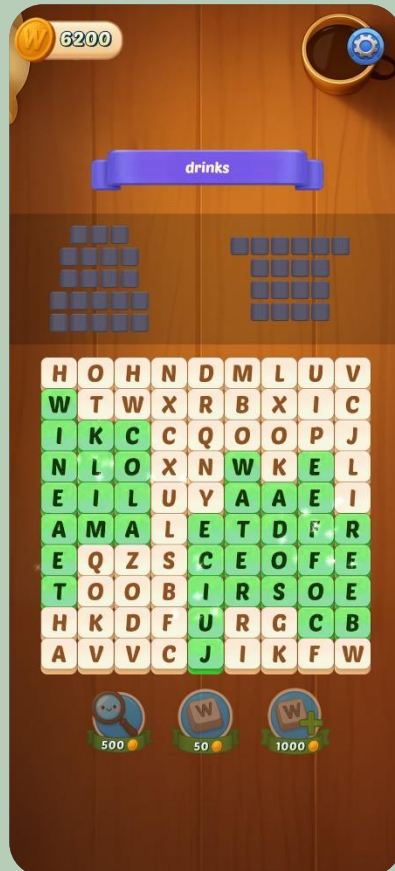 W 6200
drinks
H O H N D M L U V
W T W X R B X I C
I K C C Q O O P J
N L O X N W K E L
E I L U Y A A E I
A M A L E T D F R
E Q Z S C E O F E
T O O B I R S O E
H K D F U R G C B
A V V C J I K F W
W W
500 50 1000